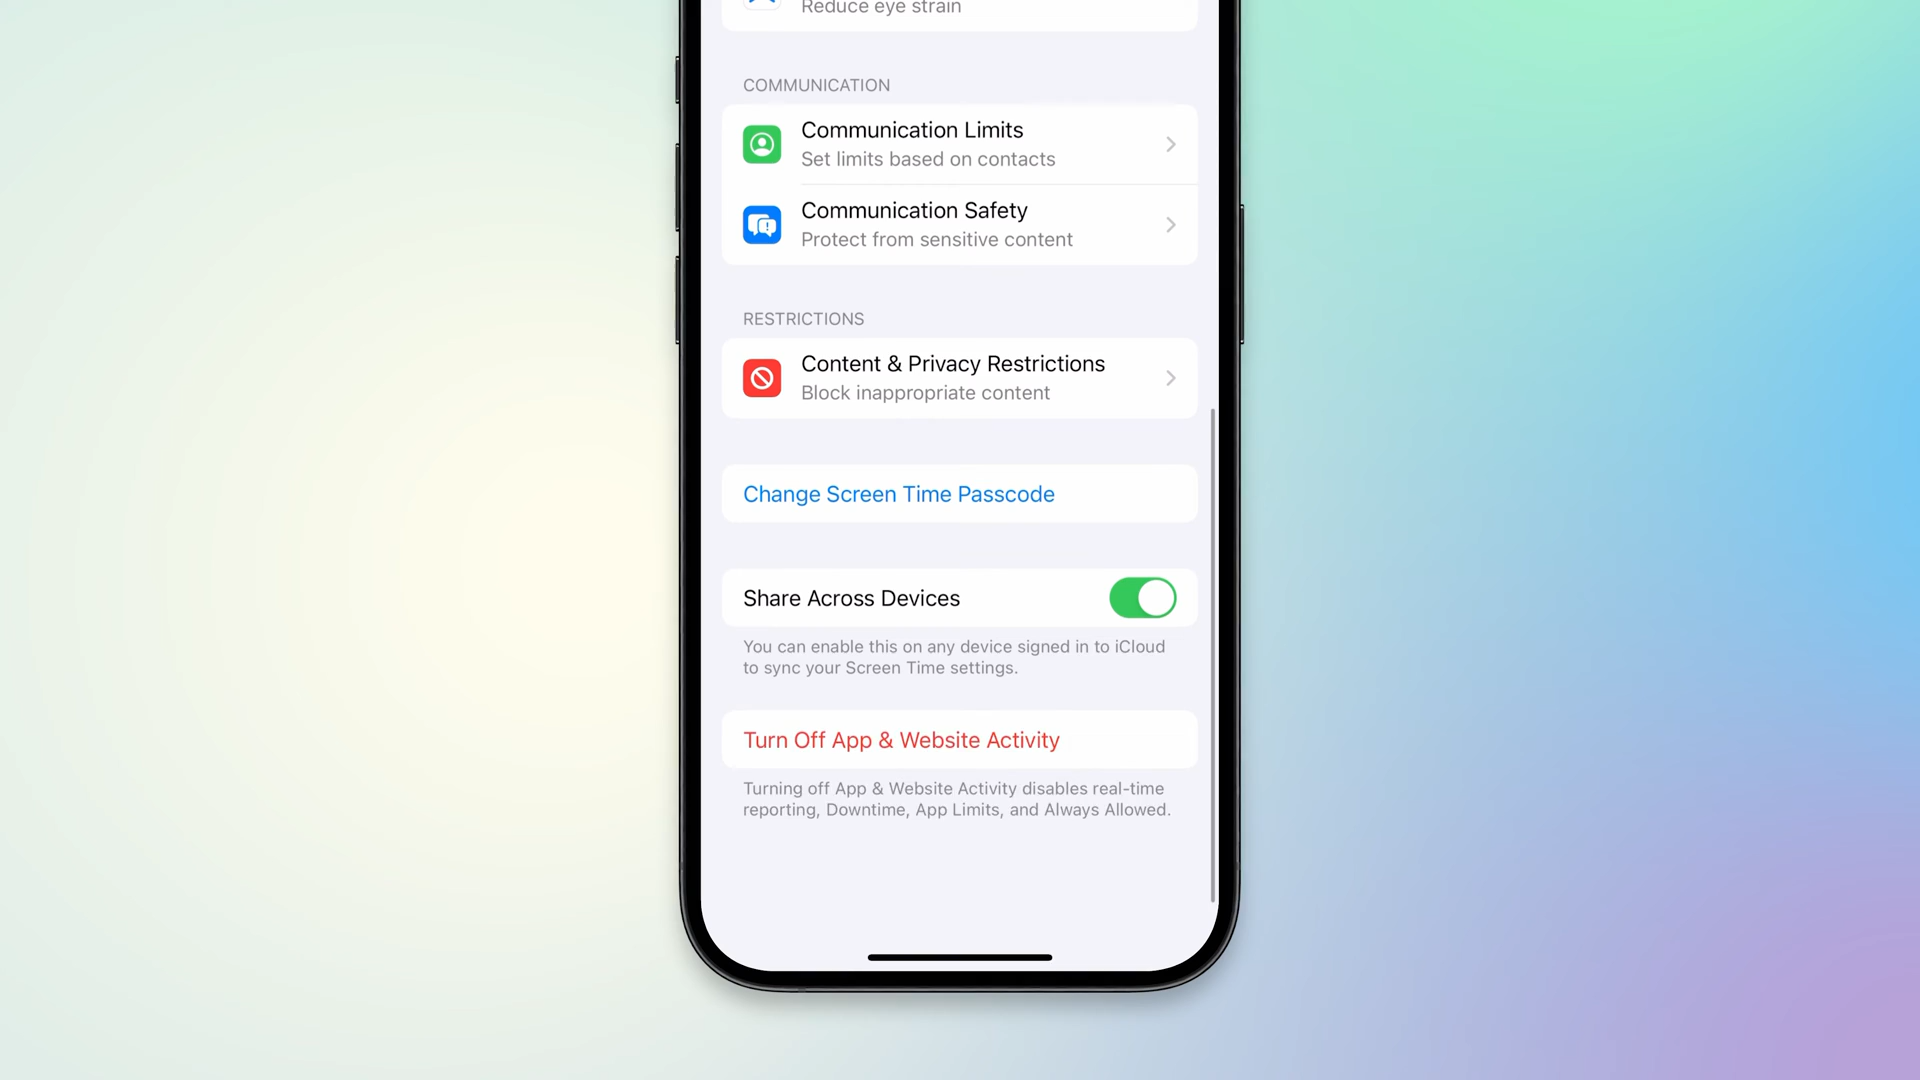 Reduce eye strain
COMMUNICATION
Communication Limits
Set limits based on contacts
Communication Safety
Protect from sensitive content
RESTRICTIONS
Content & Privacy Restrictions
Block inappropriate content
Change Screen Time Passcode
Share Across Devices
You can enable this on any device signed in to iCloud
to sync your Screen Time settings.
Turn Off App & Website Activity
Turning off App & Website Activity disables real-time
reporting, Downtime, App Limits, and Always Allowed.